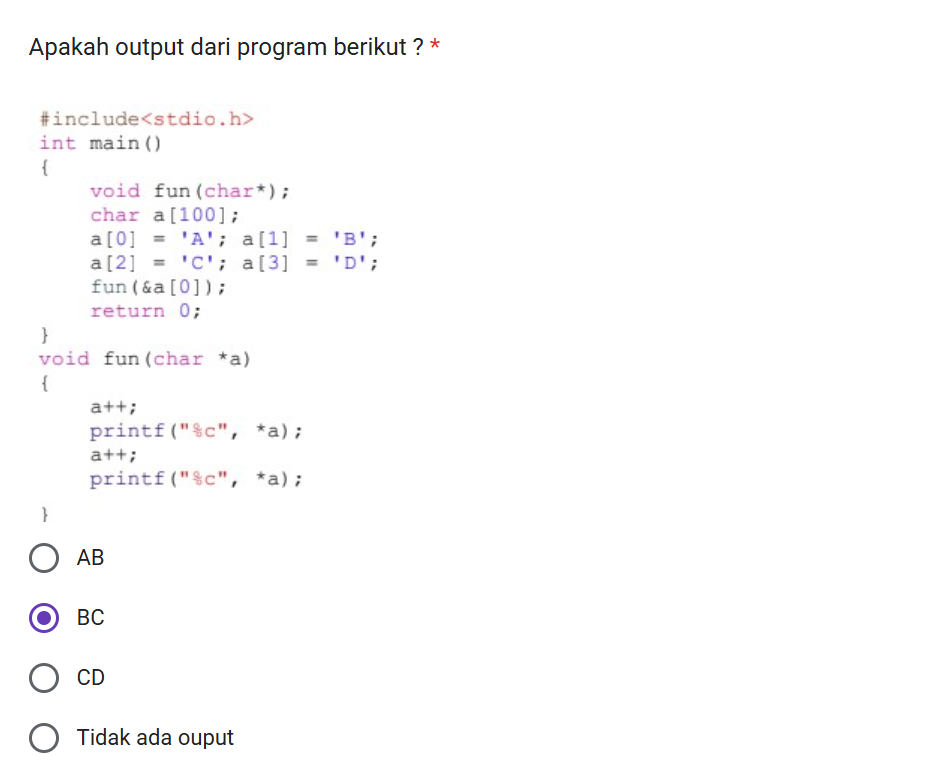 Apakah output dari program berikut ? *
#include<stdio.h>
int main()
{
void fun(char*);
char a[100];
a[0] = 'A'; a[1] = 'B';
a[2] = 'C'; a[3] = 'D';
fun(&a[0]);
return 0;
}
void fun(char *a)
{
a++;
printf("%c", *a);
a++;
printf("%c", *a);
}
AB
BC
CD
Tidak ada ouput